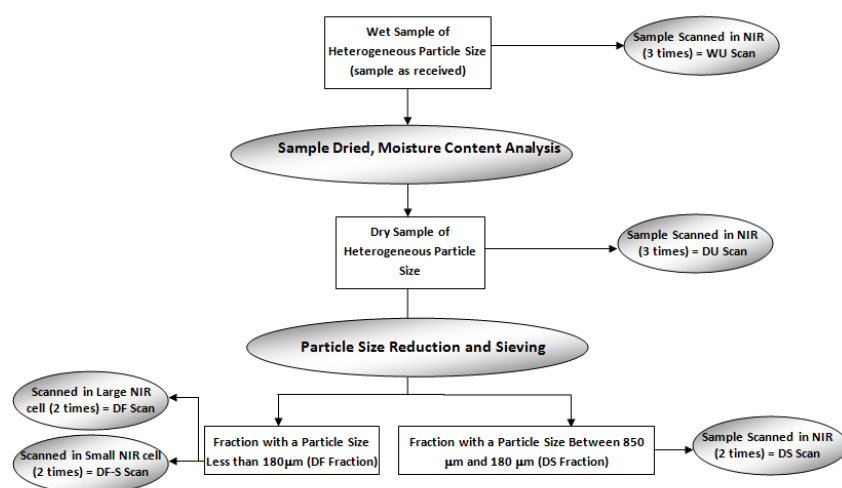 Wet Sample of
Heterogeneous Particle Size
(sample as received)
Sample Scanned in NIR
(3 times) = WU Scan
Sample Dried, Moisture Content Analysis
Dry Sample of
Heterogeneous Particle
Size
Sample Scanned in NIR
(3 times) = DU Scan
Particle Size Reduction and Sieving
Scanned in Large NIR
cell (2 times) = DF Scan
Scanned in Small NIR cell
(2 times) = DF-S Scan
Fraction with a Particle Size
Less than 180μm (DF Fraction)
Fraction with a Particle Size Between 850
μm and 180 μm (DS Fraction)
Sample Scanned in NIR
(2 times) = DS Scan